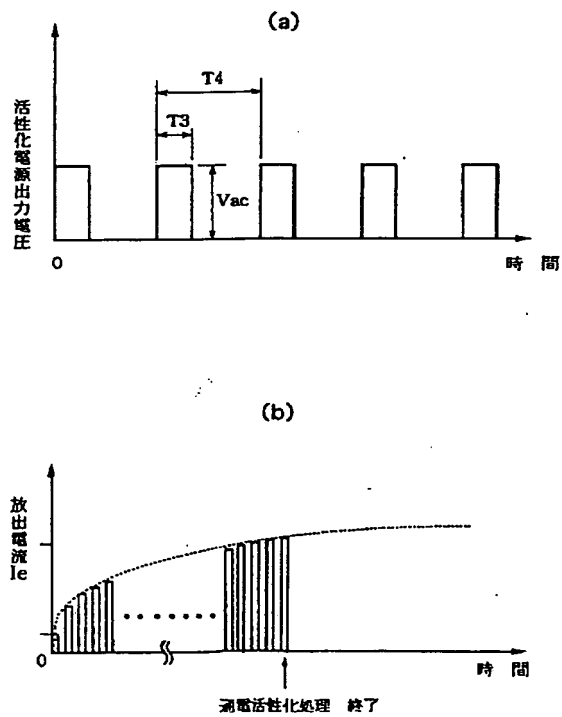 (a)
T4
T3
Vac
活性化電源出力電圧
0
時 間
(b)
放出電流
Ie
0
時 間
通電活性化処理 終了